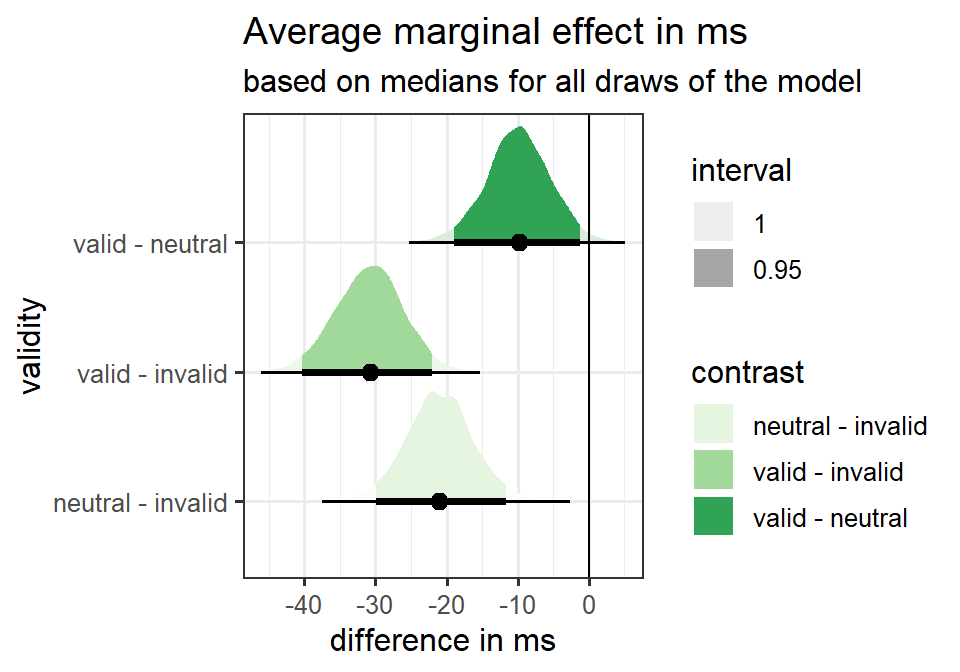 Average marginal effect in ms
based on medians for all draws of the model
validity
valid - neutral
valid - invalid
neutral - invalid
-40 -30 -20 -10 0
difference in ms
interval
1
0.95
contrast
neutral - invalid
valid - invalid
valid - neutral